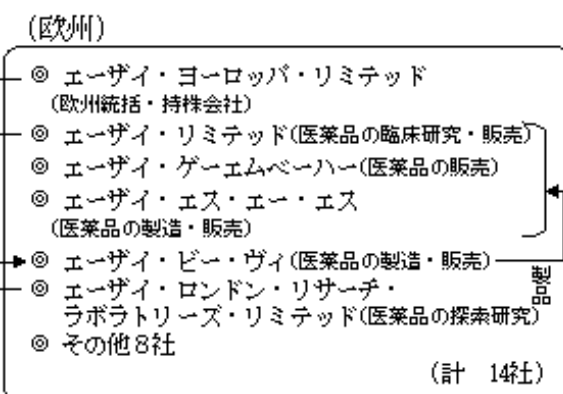 (欧州)
◎ エーザイ・ヨーロッパ・リミテッド
(欧州統括・持株会社)
◎ エーザイ・リミテッド(医薬品の臨床研究・販売)
◎ エーザイ・ゲーエムベーハー(医薬品の販売)
◎ エーザイ・エス・エー・エス
(医薬品の製造・販売)
◎ エーザイ・ビー・ヴィ(医薬品の製造・販売)
製品
◎ エーザイ・ロンドン・リサーチ・
ラボラトリーズ・リミテッド(医薬品の探索研究)
◎ その他8社
(計 14社)